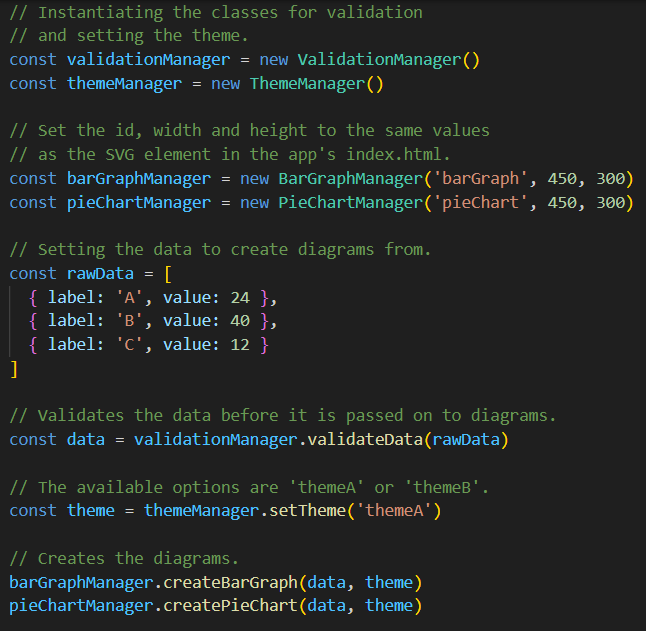 // Instantiating the classes for validation
// and setting the theme.
const validationManager = new ValidationManager()
const themeManager = new ThemeManager()

// Set the id, width and height to the same values
// as the SVG element in the app's index.html.
const barGraphManager = new BarGraphManager('barGraph', 450, 300)
const pieChartManager = new PieChartManager('pieChart', 450, 300)

// Setting the data to create diagrams from.
const rawData = [
  { label: 'A', value: 24 },
  { label: 'B', value: 40 },
  { label: 'C', value: 12 }
]

// Validates the data before it is passed on to diagrams.
const data = validationManager.validateData(rawData)

// The available options are 'themeA' or 'themeB'.
const theme = themeManager.setTheme('themeA')

// Creates the diagrams.
barGraphManager.createBarGraph(data, theme)
pieChartManager.createPieChart(data, theme)